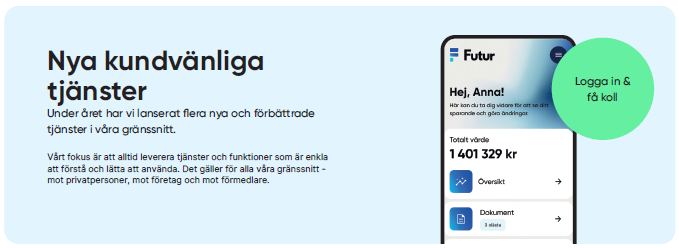 Nya kundvänliga
tjänster
Under året har vi lanserat flera nya och förbättrade
tjänster i våra gränssnitt.
Vårt fokus är att alltid leverera tjänster och funktioner som är enkla
att förstå och lätta att använda. Det gäller för alla våra gränssnitt -
mot privatpersoner, mot företag och mot förmedlare.
Futur
Hej, Anna!
Här kan du ta dig vidare för att se ditt
sparande och göra ändringar.
Totalt värde
1 401 329 kr
Översikt
Dokument
3 olästa
Logga in &
få koll